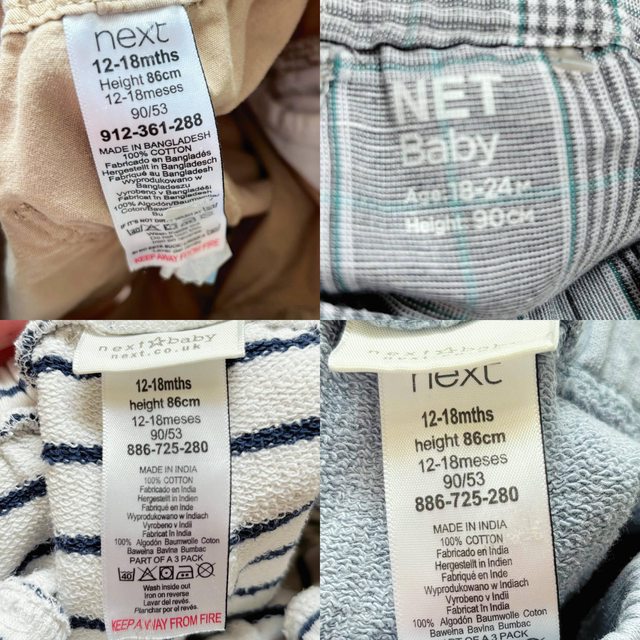 next
12-18mths
Height 86cm
12-18meses
90/53
912-361-288
MADE IN BANGLADESH
100% COTTON
Fabricado en Bangladés
Hergestellt in Bangladesch
Fabriqué au Bangladesh
Wyprodukowano w
Bangladeszu
Vyrobeno v Bangladéši
100% Algodón/Baumwolle
KEEP AWAY FROM FIRE
NET
Baby
18-24M
Height 90CM
next baby
next.co.uk
12-18mths
height 86cm
12-18meses
90/53
886-725-280
MADE IN INDIA
100% COTTON
Fabricado en India
Hergestellt in Indien
Fabriqué en Inde
Wyprodukowano w Indiach
Vyrobeno v Indii
Fabricat în India
100% Algodón Baumwolle Coton
Bawełna Bavlna Bumbac
PART OF A 3 PACK
40
Wash inside out
Iron on reverse
Lavar del revés.
Planchar por el revés.
KEEP AWAY FROM FIRE
next baby
next
12-18mths
height 86cm
12-18meses
90/53
886-725-280
MADE IN INDIA
100% COTTON
Fabricado en India
Hergestellt in Indien
Fabriqué en Inde
Wyprodukowano w Indiach
Vyrobeno v Indii
Fabricat în India
100% Algodón Baumwolle Coton
Bawełna Bavlna Bumbac
PART OF A 3 PACK